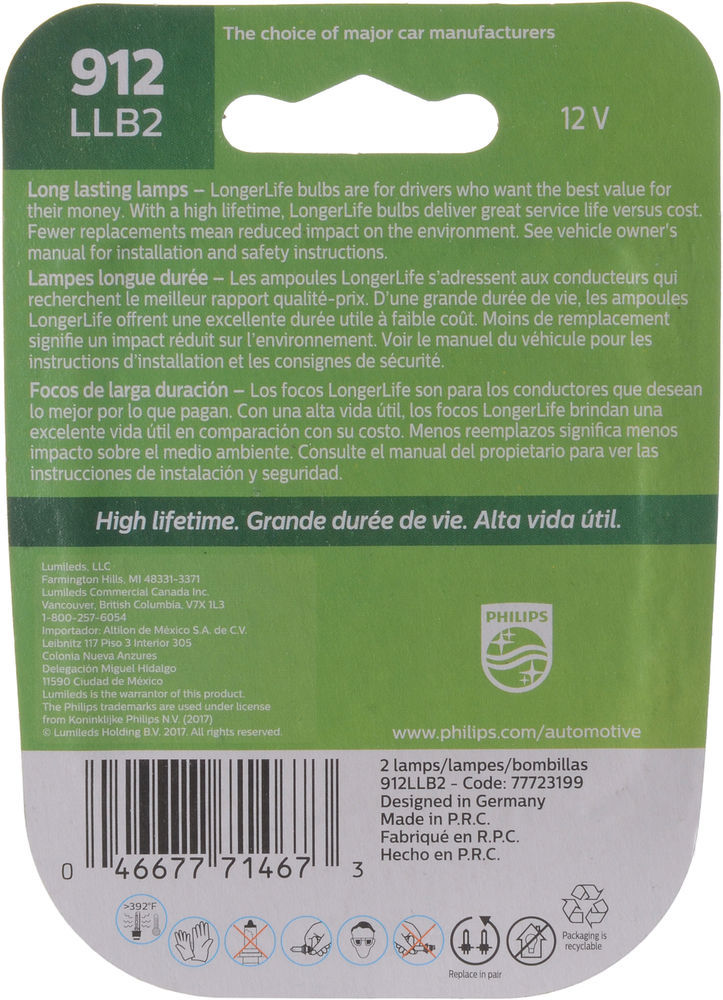 The choice of major car manufacturers
912
LLB2
12 V
Long lasting lamps – LongerLife bulbs are for drivers who want the best value for
their money. With a high lifetime, LongerLife bulbs deliver great service life versus cost.
Fewer replacements mean reduced impact on the environment. See vehicle owner's
manual for installation and safety instructions.
Lampes longue durée – Les ampoules LongerLife s'adressent aux conducteurs qui
recherchent le meilleur rapport qualité-prix. D'une grande durée de vie, les ampoules
LongerLife offrent une excellente durée utile à faible coût. Moins de remplacement
signifie un impact réduit sur l'environnement. Voir le manuel du véhicule pour les
instructions d'installation et les consignes de sécurité.
Focos de larga duración – Los focos LongerLife son para los conductores que desean
lo mejor por lo que pagan. Con una alta vida útil, los focos LongerLife brindan una
excelente vida útil en comparación con su costo. Menos reemplazos significa menos
impacto sobre el medio ambiente. Consulte el manual del propietario para ver las
instrucciones de instalación y seguridad.
High lifetime. Grande durée de vie. Alta vida útil.
Lumileds, LLC
Farmington Hills, MI 48331-3371
Lumileds Commercial Canada Inc.
Vancouver, British Columbia, V7X 1L3
1-800-257-6054
Importador: Altilon de México S.A. de C.V.
Leibnitz 117 Piso 3 Interior 305
Colonia Nueva Anzures
Delegación Miguel Hidalgo
11590 Ciudad de México
Lumileds is the warrantor of this product.
The Philips trademarks are used under license
from Koninklijke Philips N.V. (2017)
© Lumileds Holding B.V. 2017. All rights reserved.
PHILIPS
www.philips.com/automotive
2 lamps/lampes/bombillas
912LLB2 - Code: 77723199
Designed in Germany
Made in P.R.C.
Fabriqué en R.P.C.
Hecho en P.R.C.
0 46677 71467 3
>392°F
Replace in pair
Packaging is
recyclable